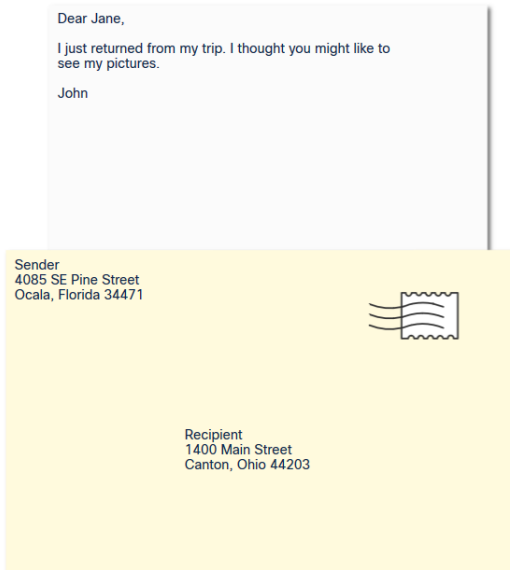 Dear Jane,
I just returned from my trip. I thought you might like to
see my pictures.
John
Sender
4085 SE Pine Street
Ocala, Florida 34471
Recipient
1400 Main Street
Canton, Ohio 44203